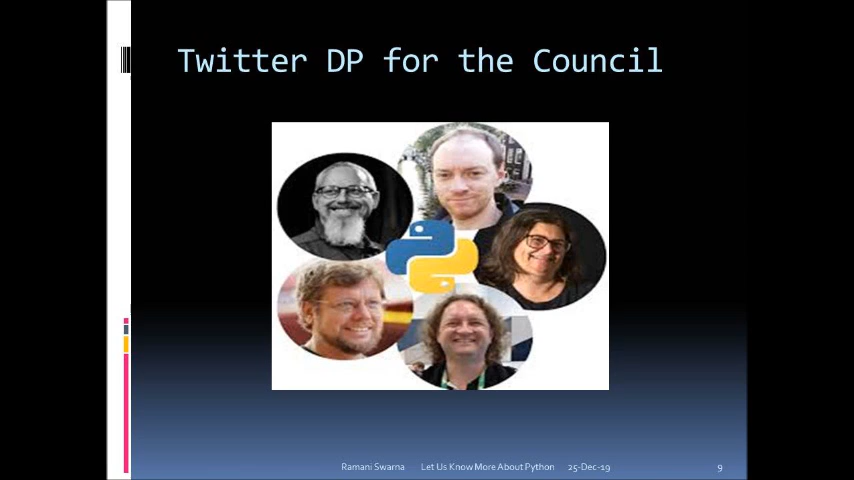 Twitter DP for the Council
Ramani Swarna Let Us Know More About Python 25-Dec-19 9